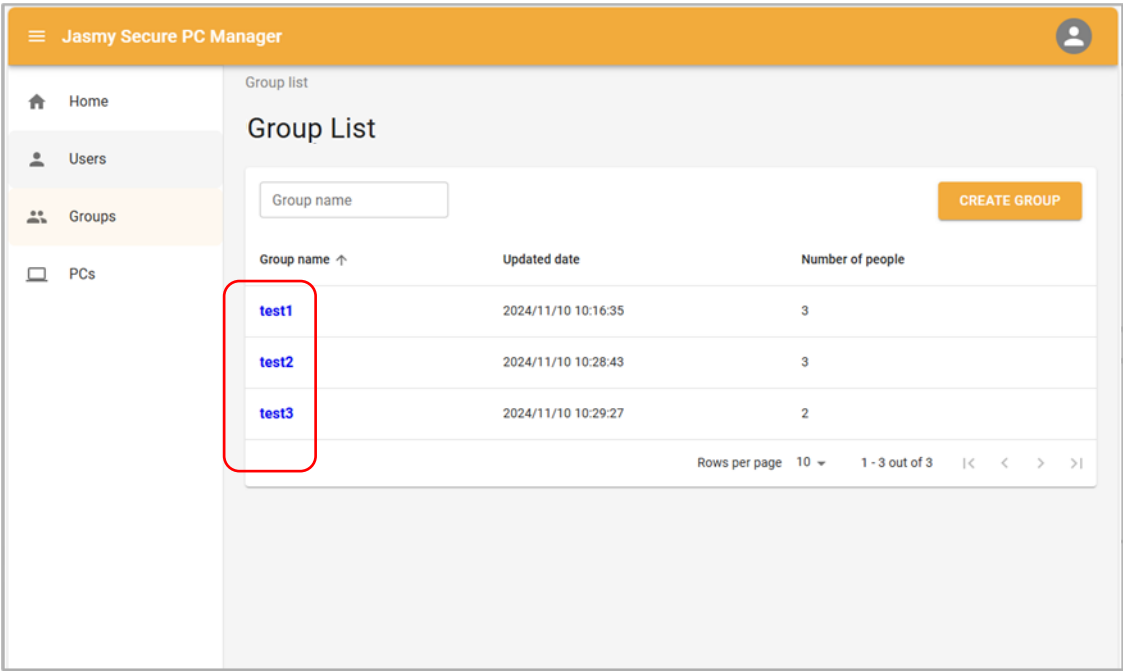 Jasmy Secure PC Manager
Home
Users
Groups
PCs
Group list
Group List
Group name
CREATE GROUP
Group name Updated date Number of people
test1 2024/11/10 10:16:35 3
test2 2024/11/10 10:28:43 3
test3 2024/11/10 10:29:27 2
Rows per page 10 1 - 3 out of 3